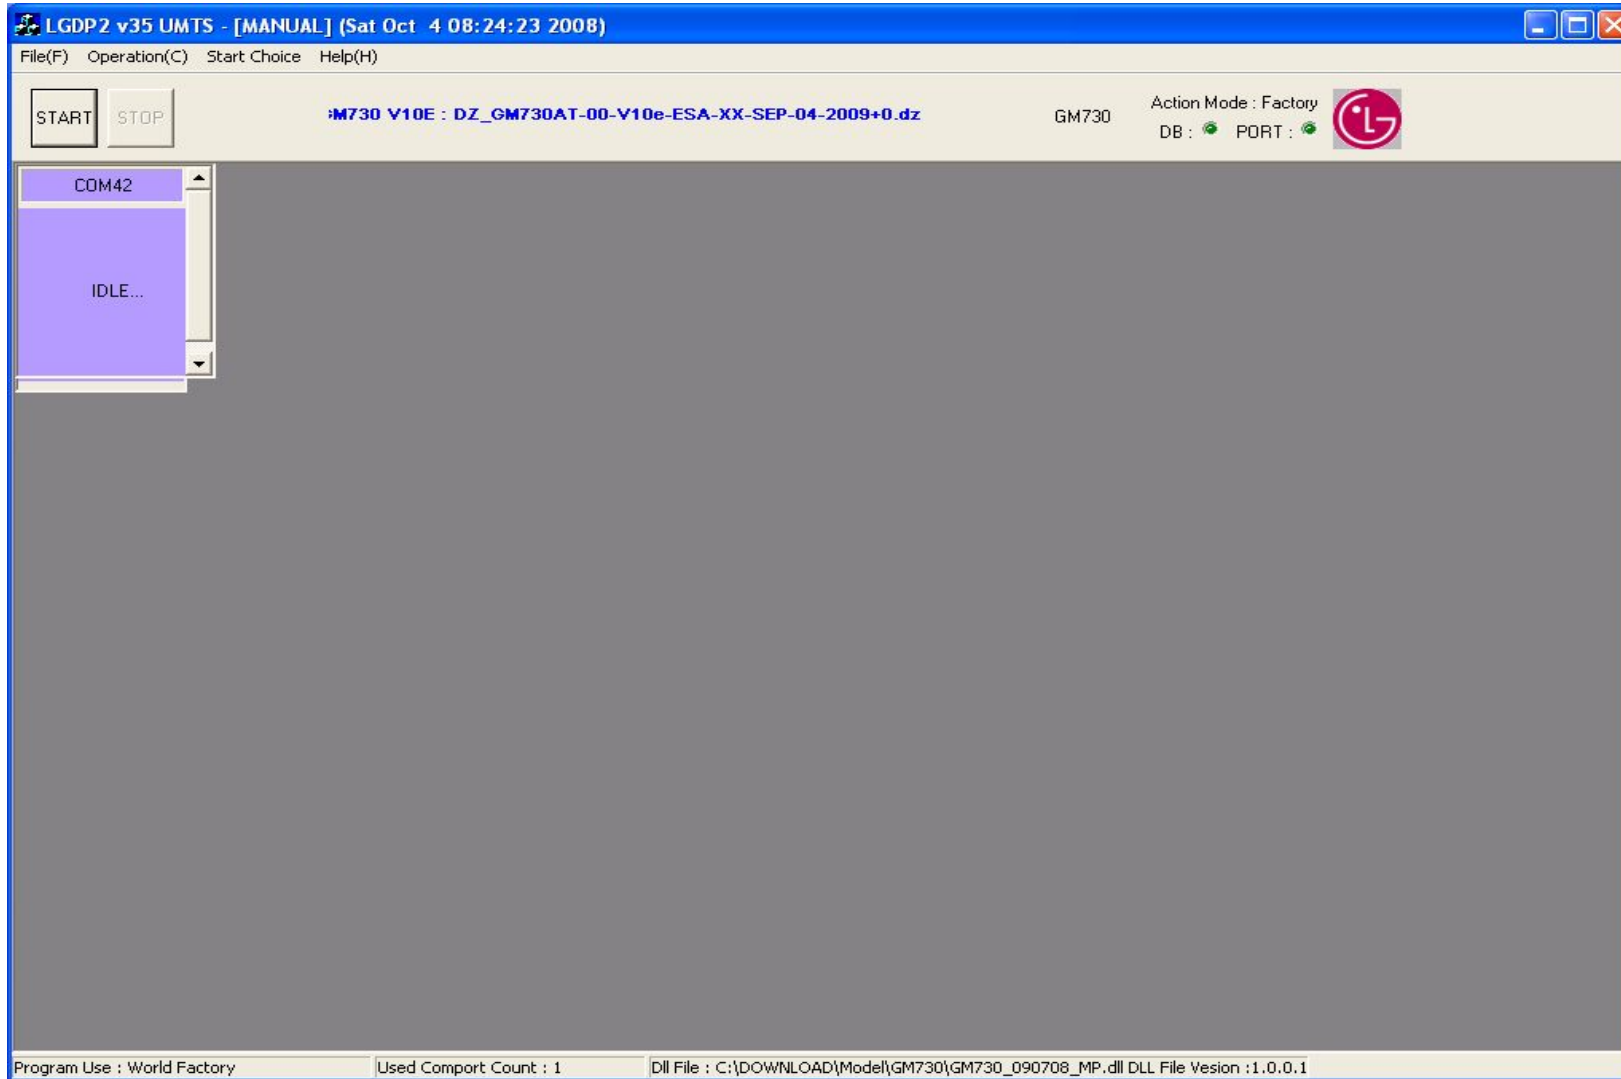 LGDP2 v35 UMTS - [MANUAL] (Sat Oct  4 08:24:23 2008)
File(F) Operation(C) Start Choice Help(H)
START STOP
M730 V10E : DZ_GM730AT-00-V10e-ESA-XX-SEP-04-2009+0.dz
GM730
Action Mode : Factory
DB : PORT :
LG
COM42
IDLE...
Program Use : World Factory
Used Comport Count : 1
Dll File : C:\DOWNLOAD\Model\GM730\GM730_090708_MP.dll DLL File Vesion :1.0.0.1